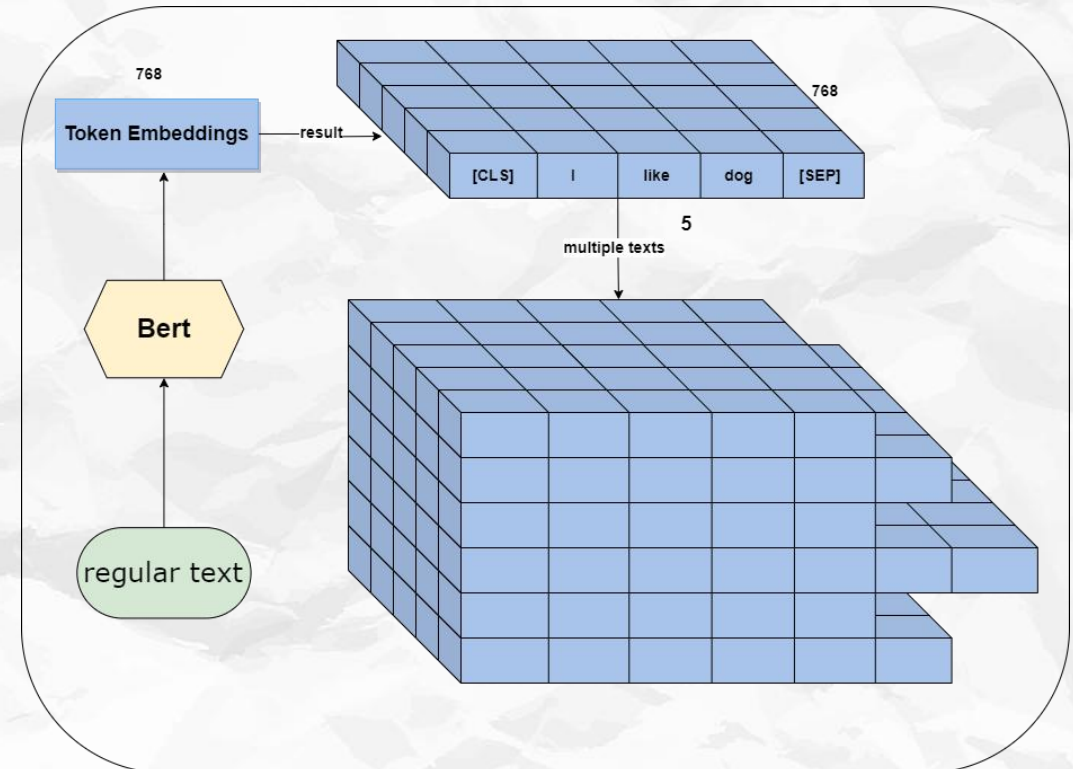 768
Token Embeddings
result
768
[CLS] I like dog [SEP]
5
multiple texts
Bert
regular text